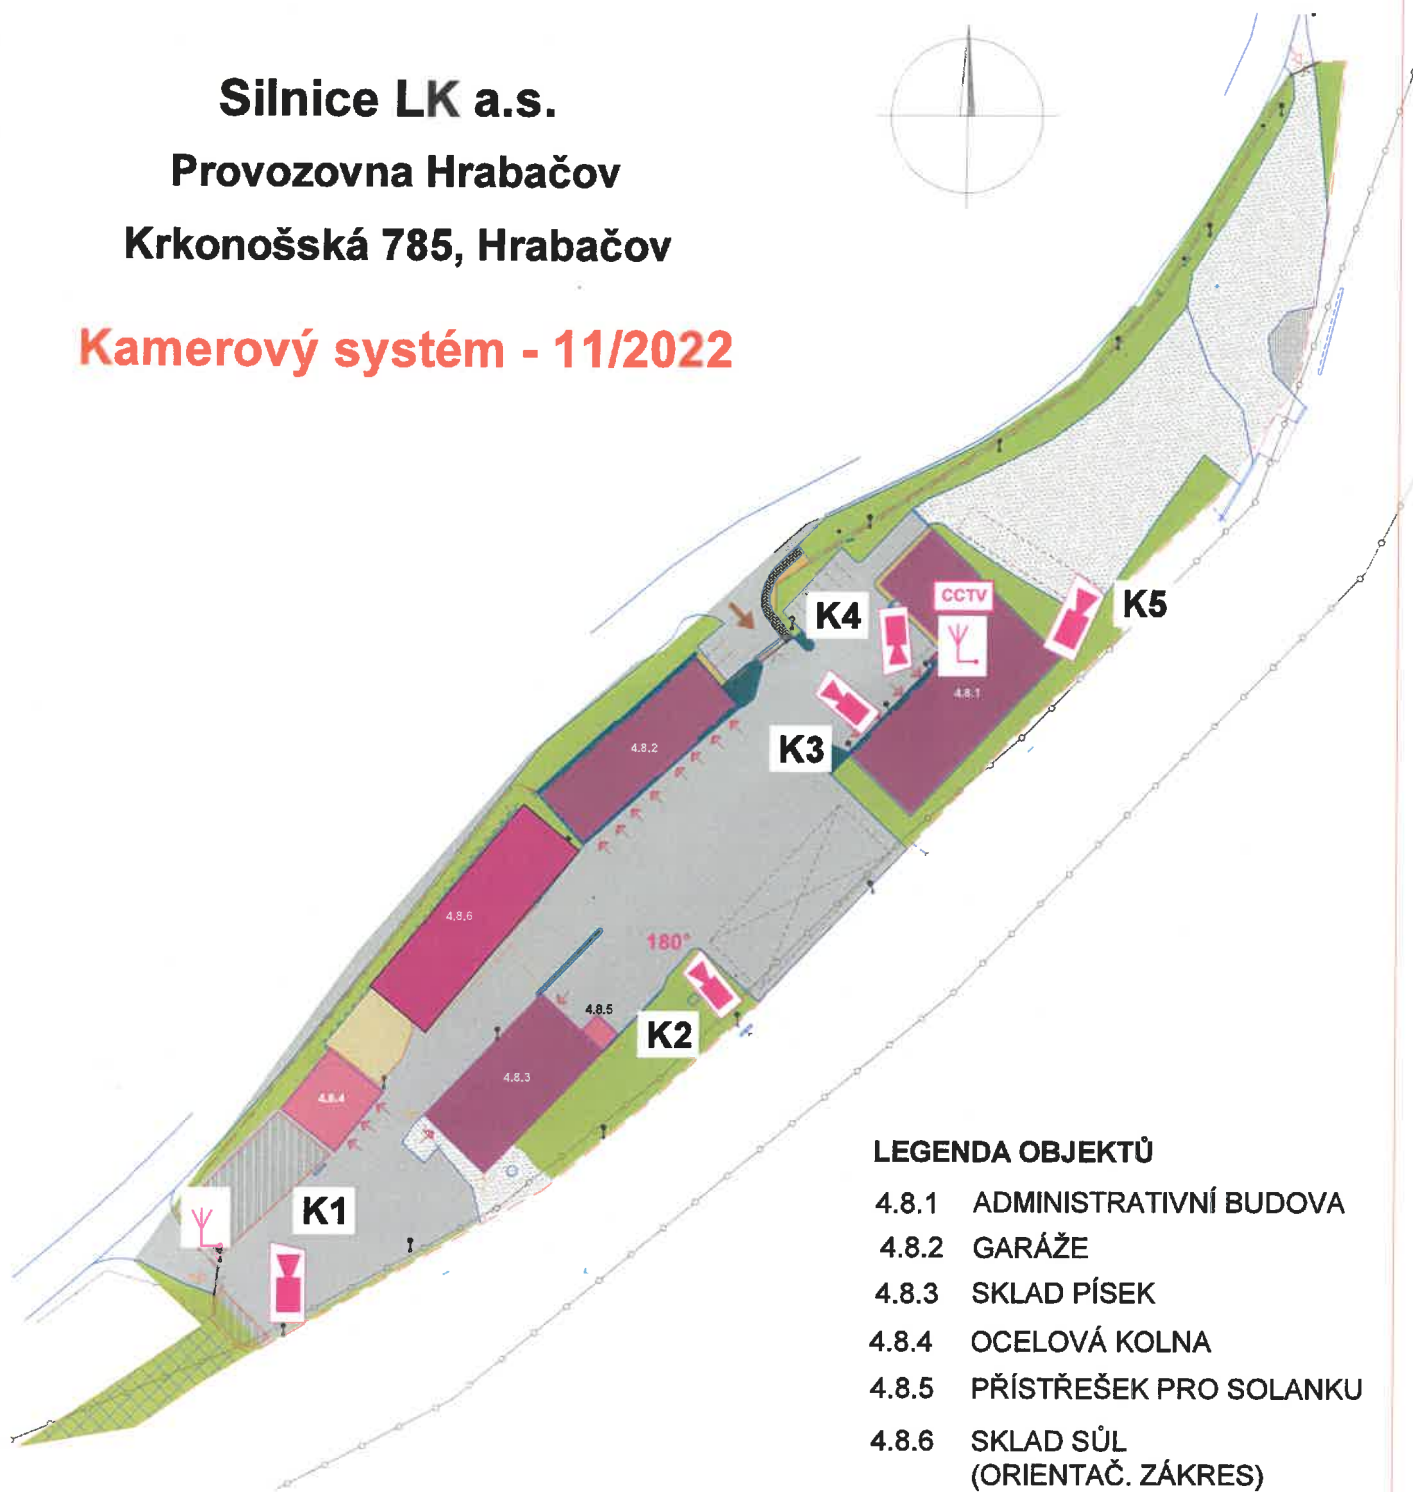 Silnice LK a.s.
Provozovna Hrabačov
Krkonošská 785, Hrabačov
Kamerový systém - 11/2022
K4
CCTV
K5
4.8.1
K3
4.8.2
4.8.6
180°
4.8.5
K2
4.8.3
4.8.4
K1
LEGENDA OBJEKTŮ
4.8.1 ADMINISTRATIVNÍ BUDOVA
4.8.2 GARÁŽE
4.8.3 SKLAD PÍSEK
4.8.4 OCELOVÁ KOLNA
4.8.5 PŘÍSTŘEŠEK PRO SOLANKU
4.8.6 SKLAD SŮL
(ORIENTAČ. ZÁKRES)